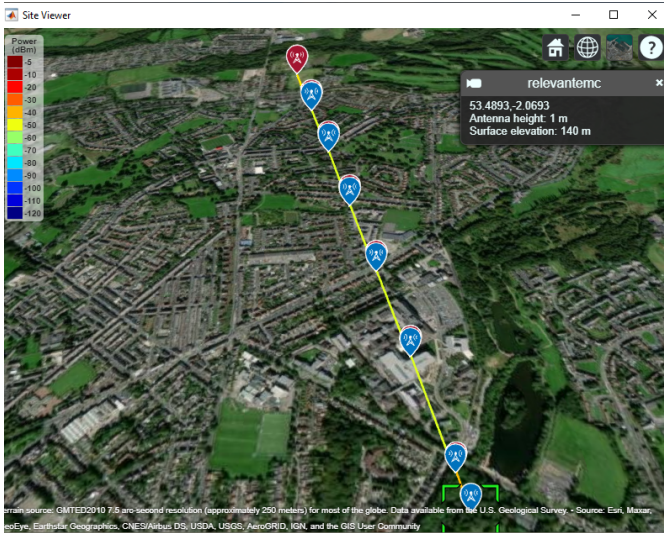 Site Viewer
Power
(dBm)
-5
-10
-20
-30
-40
-50
-60
-70
-80
-90
-100
-110
-120
?
relevantemc
53.4893,-2.0693
Antenna height: 1 m
Surface elevation: 140 m
errain source: GMTED2010 7.5 arc-second resolution (approximately 250 meters) for most of the globe. Data available from the U.S. Geological Survey. • Source: Esri, Maxar,
eoEye, Earthstar Geographics, CNES/Airbus DS, USDA, USGS, AeroGRID, IGN, and the GIS User Community